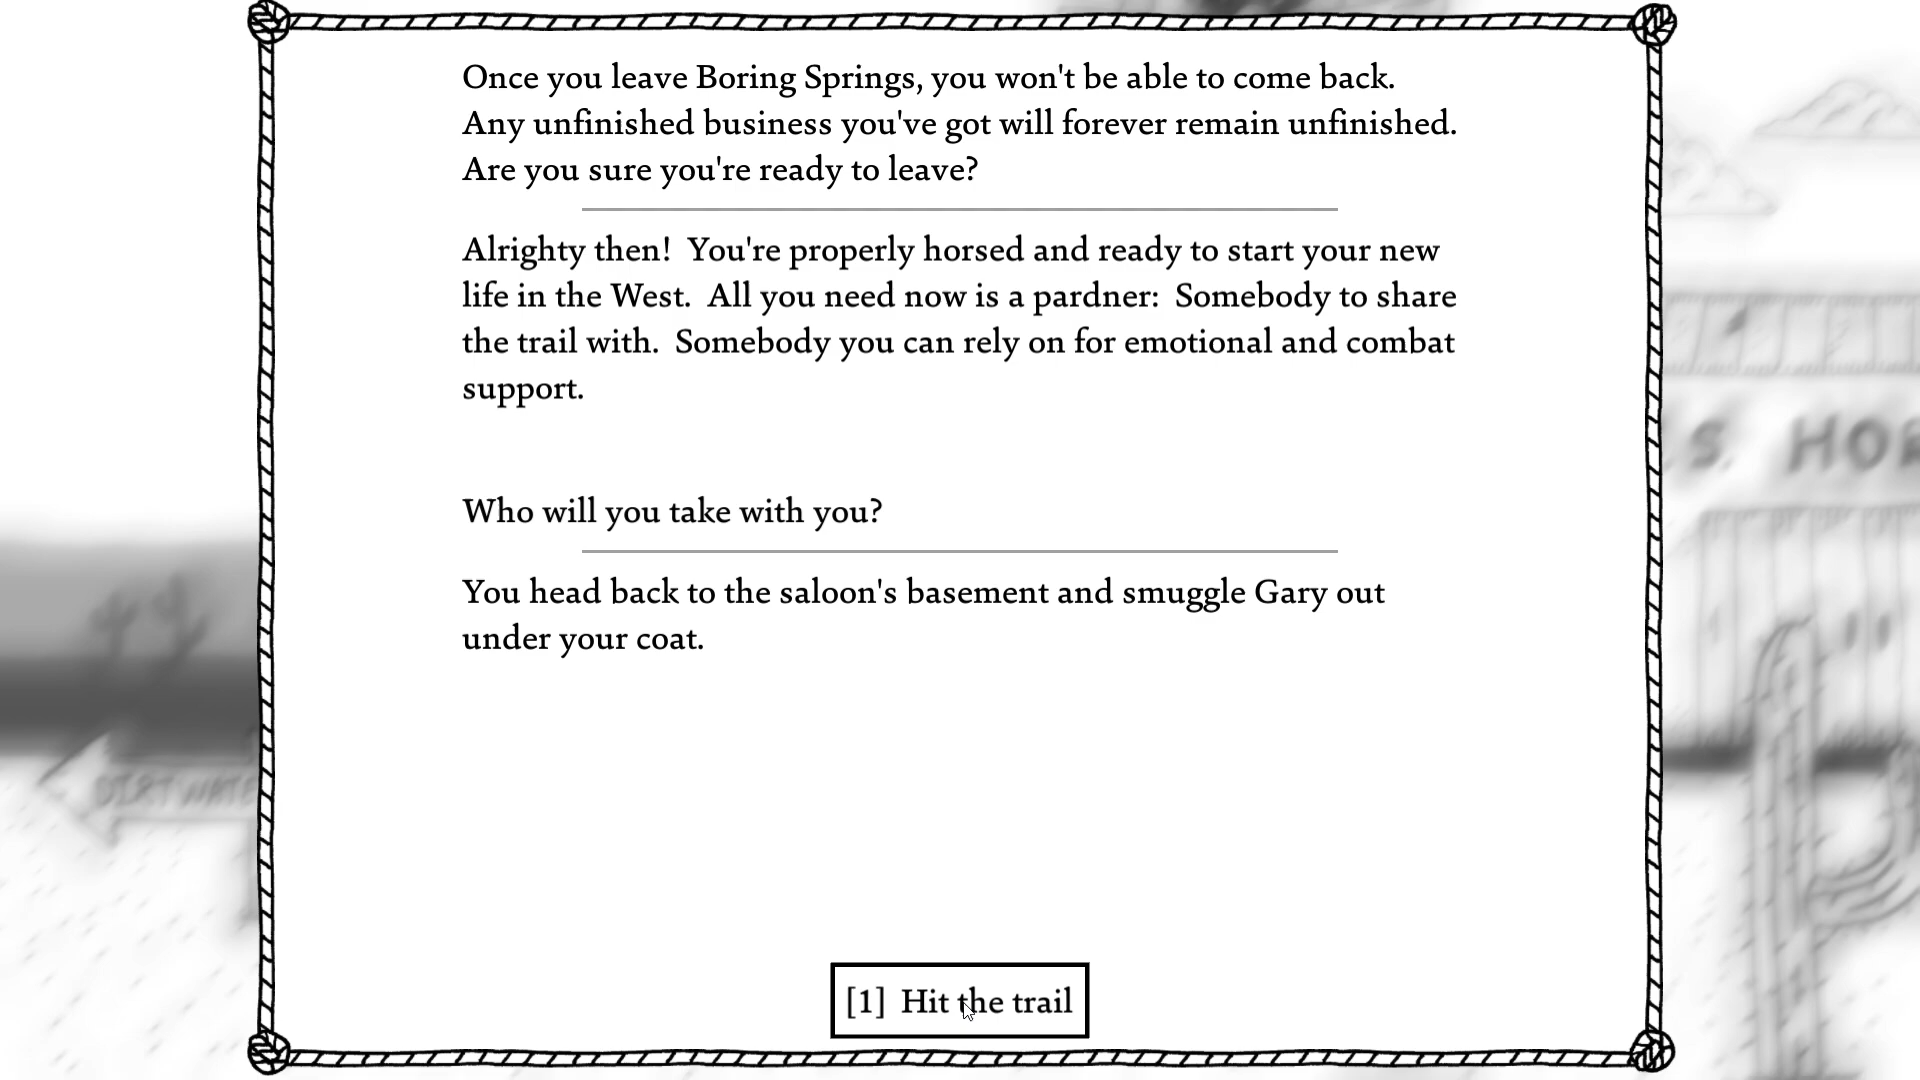 Once you leave Boring Springs, you won't be able to come back.
Any unfinished business you've got will forever remain unfinished.
Are you sure you're ready to leave?
Alrighty then!  You're properly horsed and ready to start your new
life in the West.  All you need now is a pardner:  Somebody to share
the trail with.  Somebody you can rely on for emotional and combat
support.
Who will you take with you?
You head back to the saloon's basement and smuggle Gary out
under your coat.
S. HOR
DIRTWATE
[1]  Hit the trail